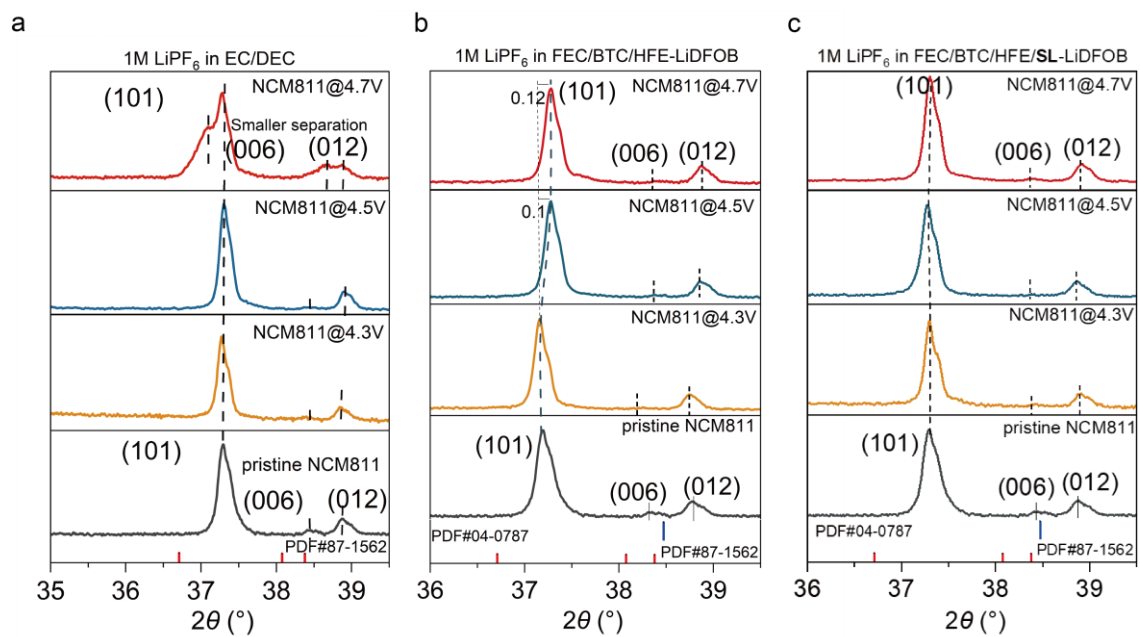 a
1M LiPF6 in EC/DEC
(101)
NCM811@4.7V
Smaller separation
(006)
(012)
NCM811@4.5V
NCM811@4.3V
(101)
pristine NCM811
(006)
(012)
PDF#87-1562
35
36
37
38
39
2θ (°)
b
1M LiPF6 in FEC/BTC/HFE-LiDFOB
NCM811@4.7V
0.12
(101)
(006)
(012)
NCM811@4.5V
0.1
NCM811@4.3V
pristine NCM811
(101)
(006)
(012)
PDF#04-0787
PDF#87-1562
36
37
38
39
2θ (°)
c
1M LiPF6 in FEC/BTC/HFE/SL-LiDFOB
NCM811@4.7V
(101)
(006)
(012)
NCM811@4.5V
NCM811@4.3V
pristine NCM811
(101)
(006)
(012)
PDF#04-0787
PDF#87-1562
36
37
38
39
2θ (°)